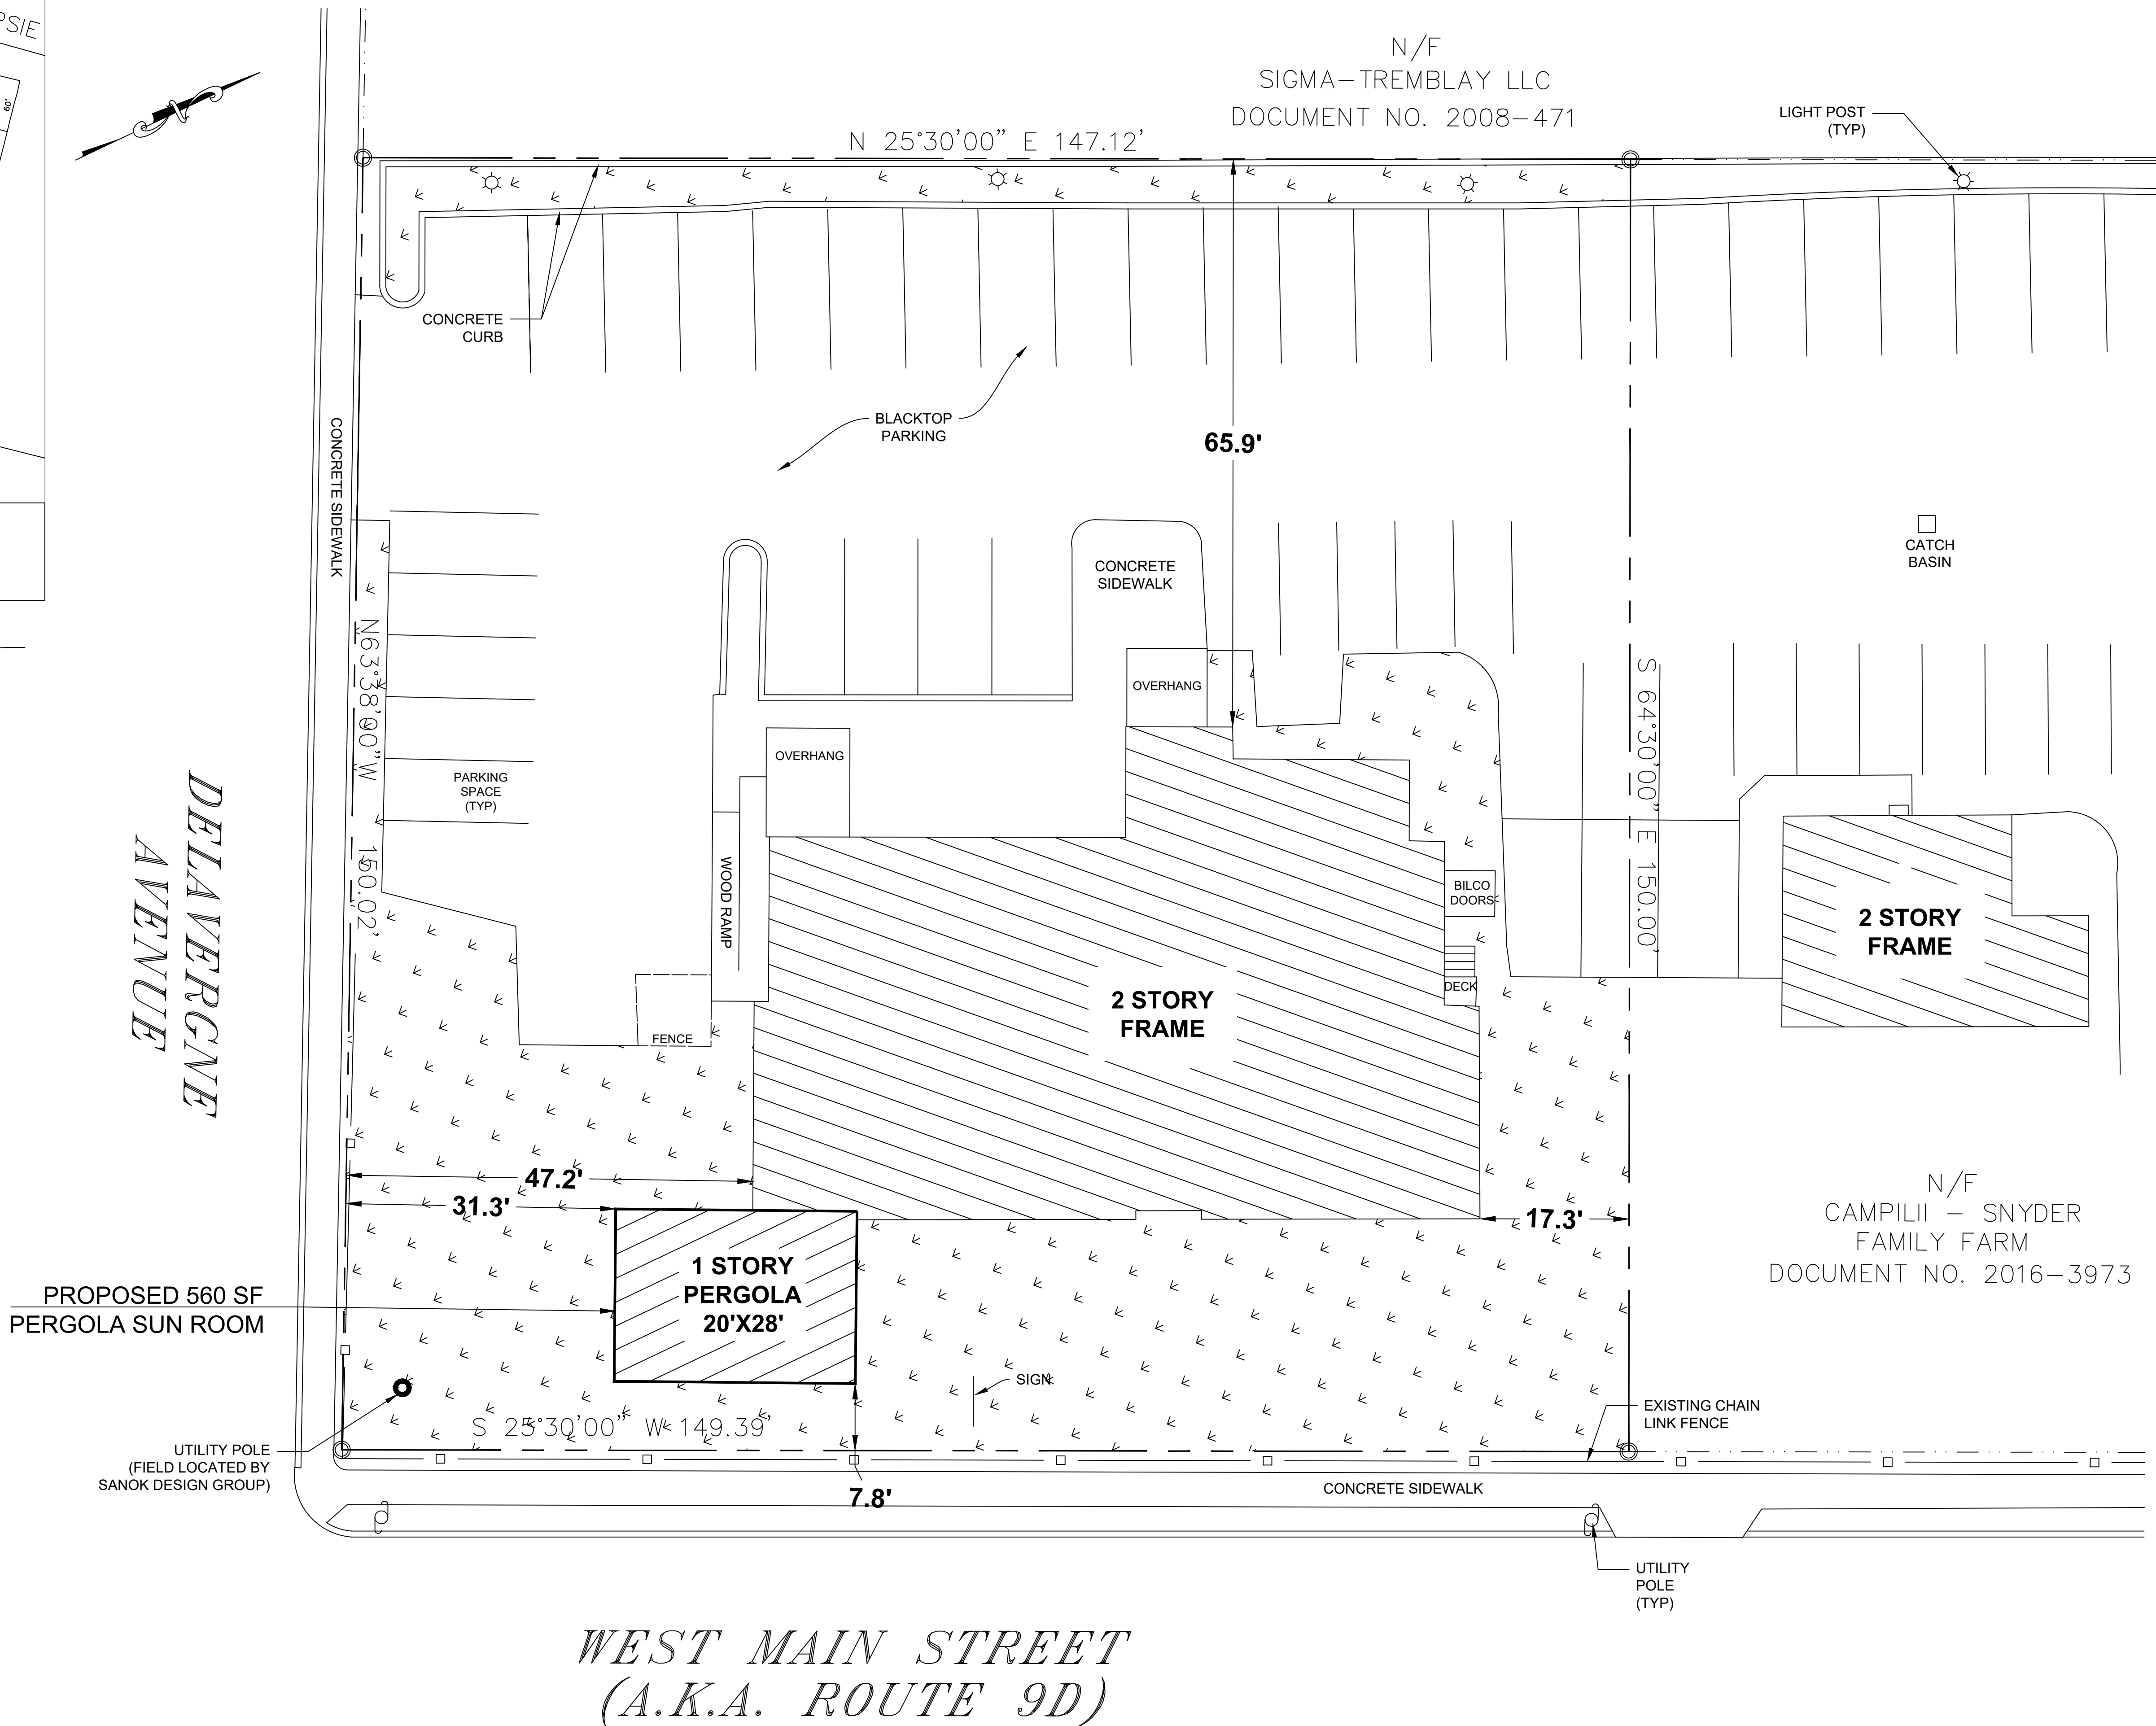 PSIE
60'
N/F
SIGMA-TREMBLAY LLC
DOCUMENT NO. 2008-471
LIGHT POST
(TYP)
N 25°30'00" E 147.12'
CONCRETE
CURB
BLACKTOP
PARKING
65.9'
CONCRETE SIDEWALK
CONCRETE
SIDEWALK
CATCH
BASIN
N63°38'00"W 150.02'
S 64°30'00" E 150.00'
OVERHANG
OVERHANG
PARKING
SPACE
(TYP)
WOOD RAMP
BILCO
DOORS
DECK
FENCE
2 STORY
FRAME
2 STORY
FRAME
DELAVERGNE
AVENUE
47.2'
31.3'
17.3'
N/F
CAMPILII - SNYDER
FAMILY FARM
DOCUMENT NO. 2016-3973
1 STORY
PERGOLA
20'X28'
PROPOSED 560 SF
PERGOLA SUN ROOM
SIGN
S 25°30'00" W 149.39'
EXISTING CHAIN
LINK FENCE
UTILITY POLE
(FIELD LOCATED BY
SANOK DESIGN GROUP)
7.8'
CONCRETE SIDEWALK
UTILITY
POLE
(TYP)
WEST MAIN STREET
(A.K.A. ROUTE 9D)